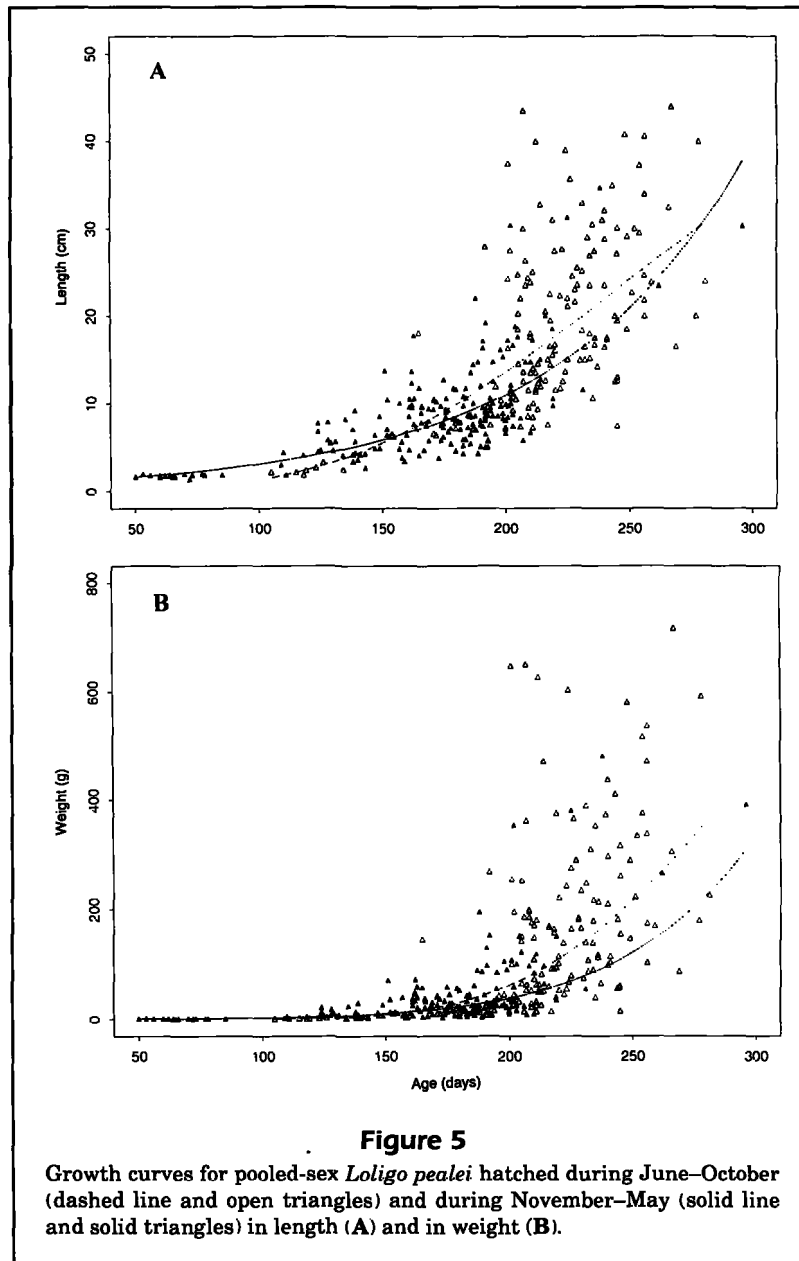 A
50
40
30
20
10
0
Length (cm)
50 100 150 200 250 300
B
800
600
400
200
0
Weight (g)
50 100 150 200 250 300
Age (days)
Figure 5
Growth curves for pooled-sex Loligo pealei hatched during June–October
(dashed line and open triangles) and during November–May (solid line
and solid triangles) in length (A) and in weight (B).